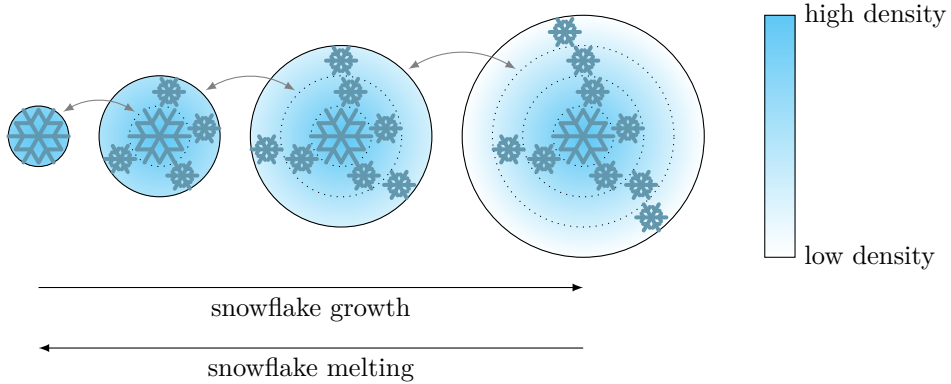 high density
low density
snowflake growth
snowflake melting